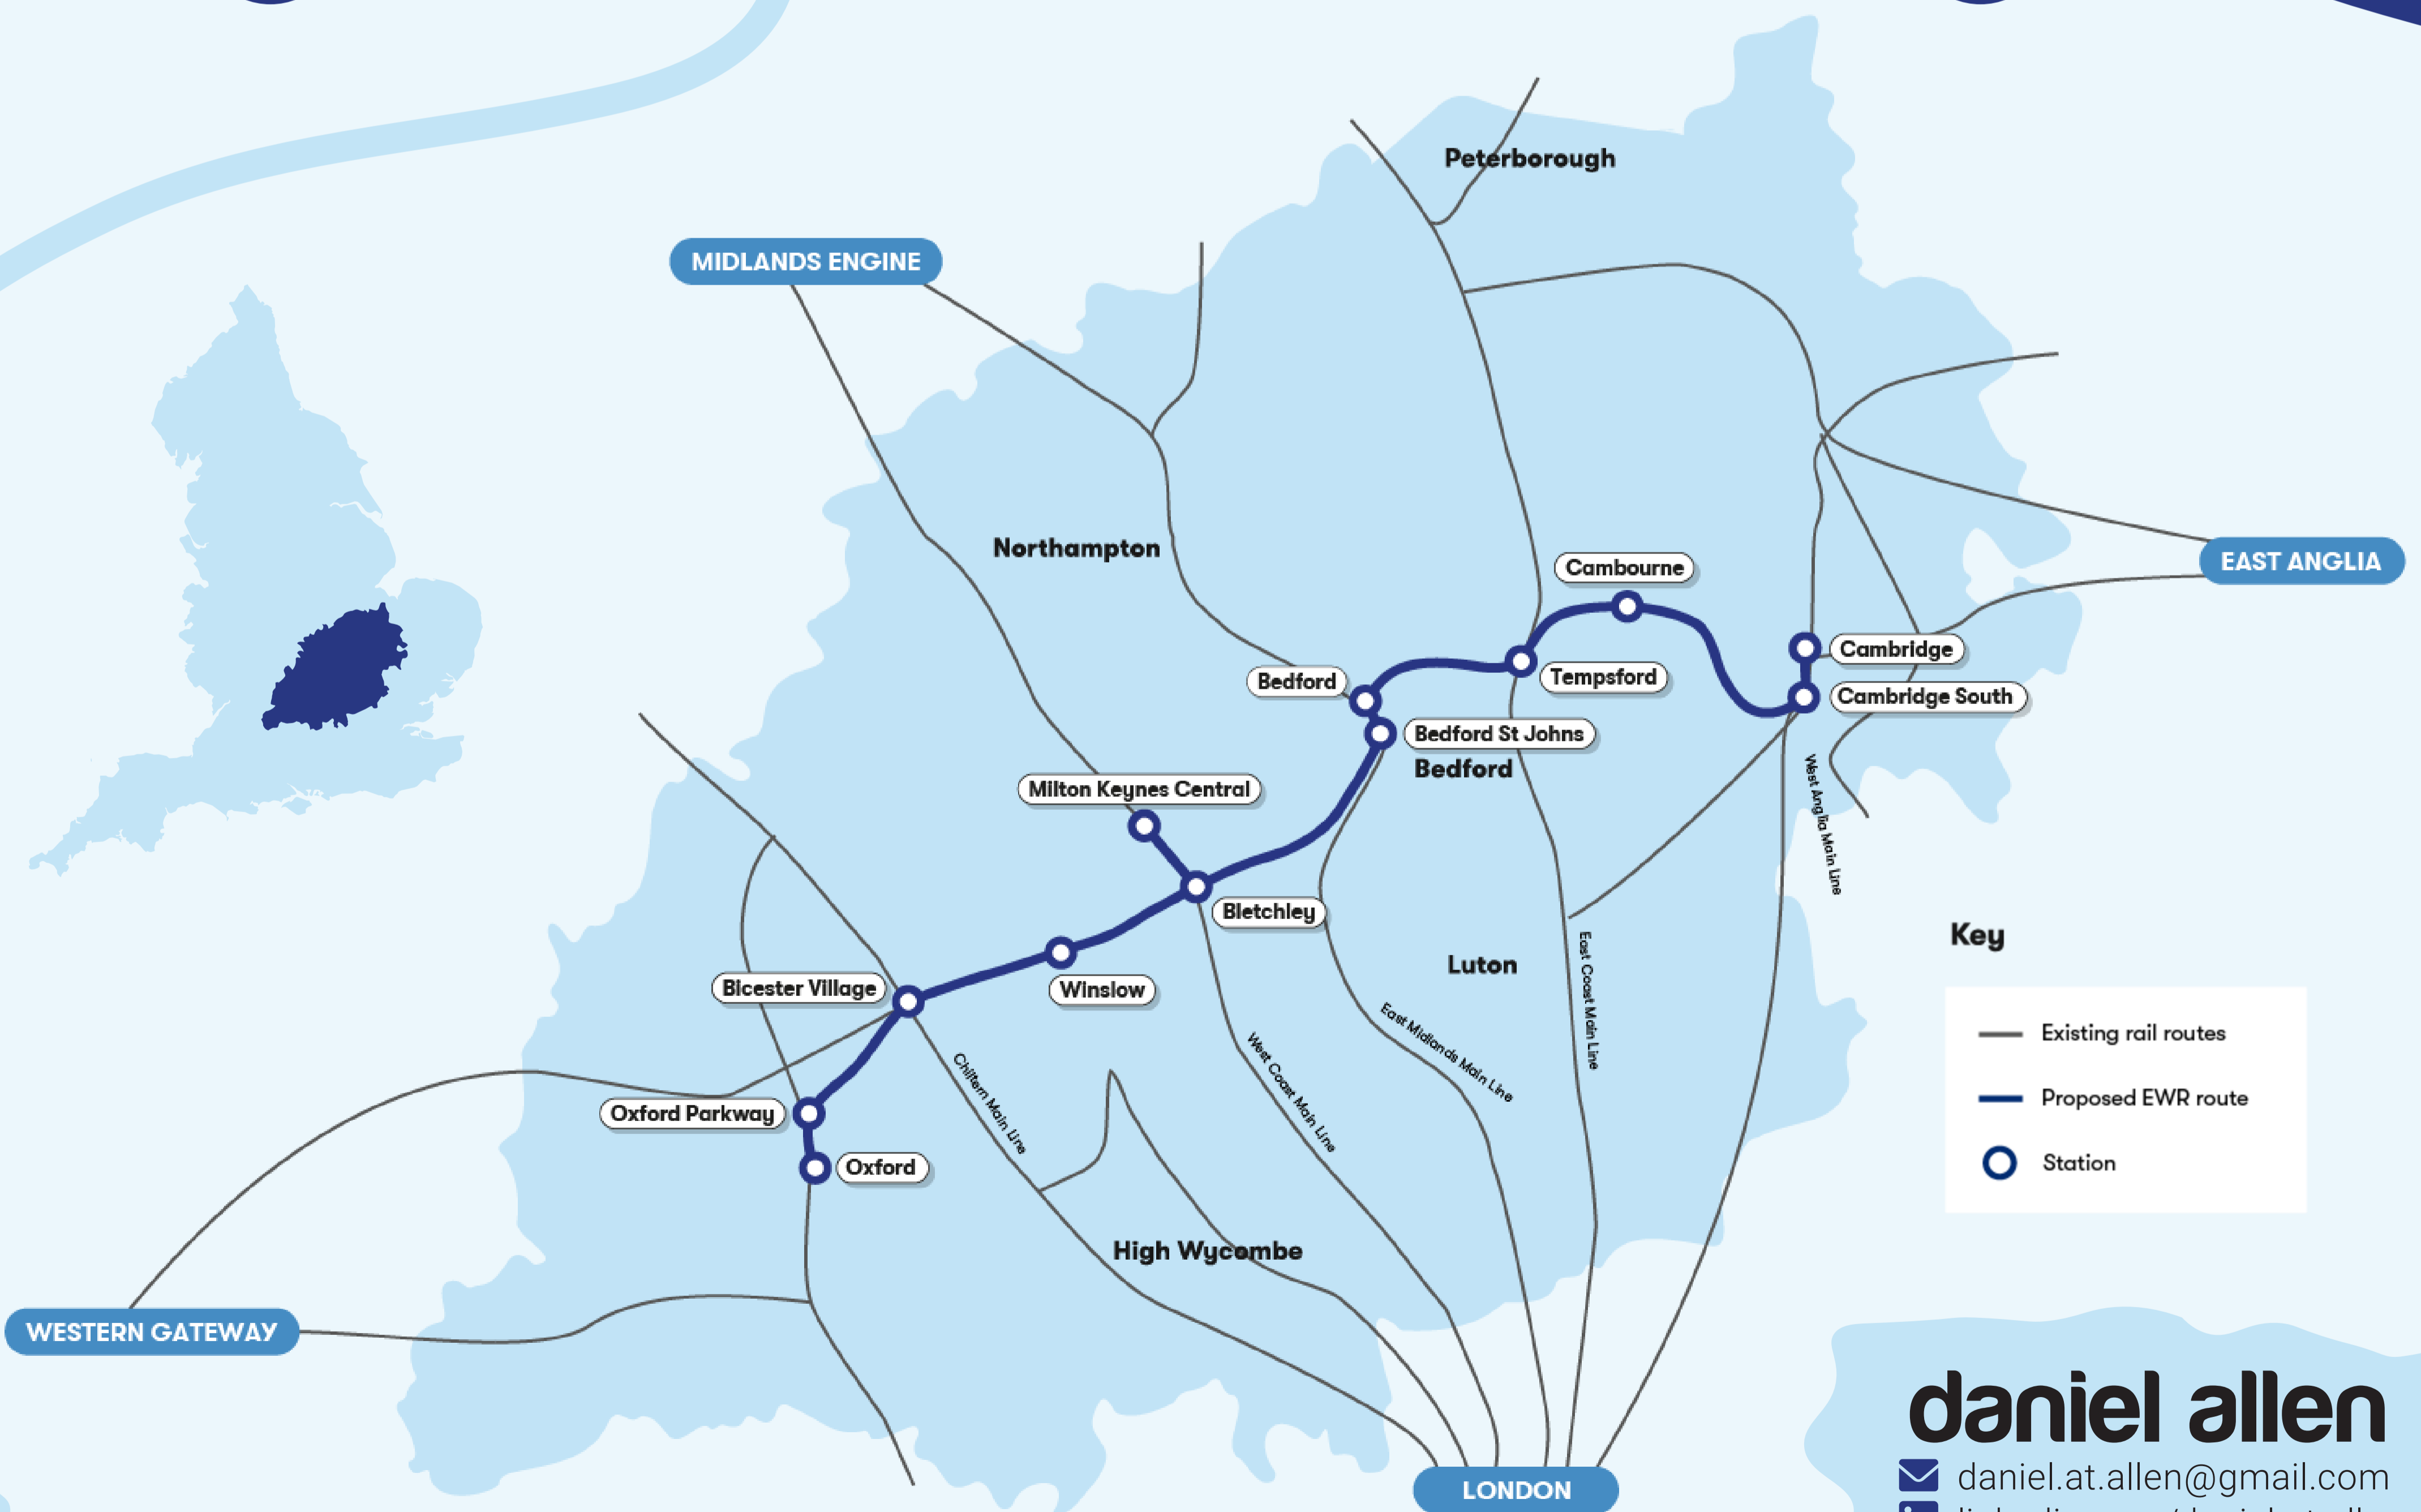 Peterborough
MIDLANDS ENGINE
Northampton
EAST ANGLIA
Cambourne
Cambridge
Tempsford
Bedford
Cambridge South
Bedford St Johns
Bedford
Milton Keynes Central
West Anglia Main Line
Bletchley
Key
Luton
East Coast Main Line
Bicester Village
Winslow
Existing rail routes
East Midlands Main Line
West Coast Main Line
Chiltern Main Line
Proposed EWR route
Oxford Parkway
Oxford
Station
High Wycombe
WESTERN GATEWAY
daniel allen
daniel.at.allen@gmail.com
LONDON